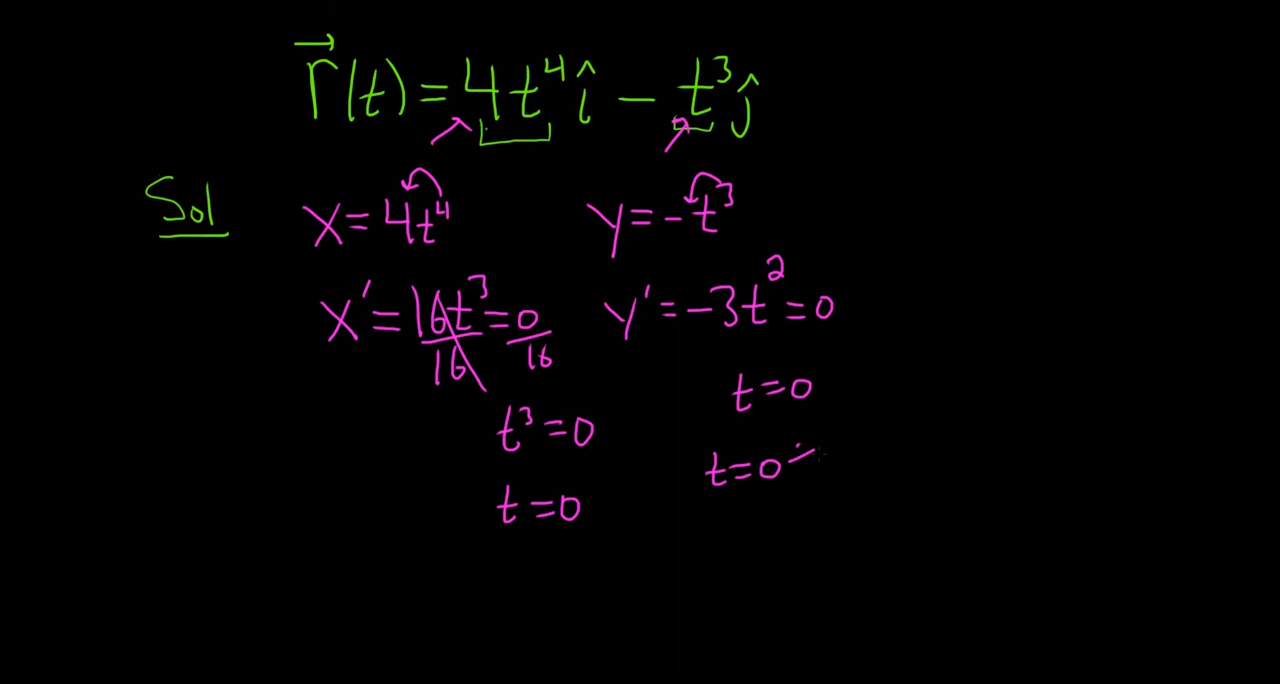 r⃗(t) = 4t⁴ î − t³ ĵ
Sol
x = 4t⁴
y = −t³
x′ = 16t³ = 0
16 16
y′ = −3t² = 0
t³ = 0
t = 0
t = 0
t = 0